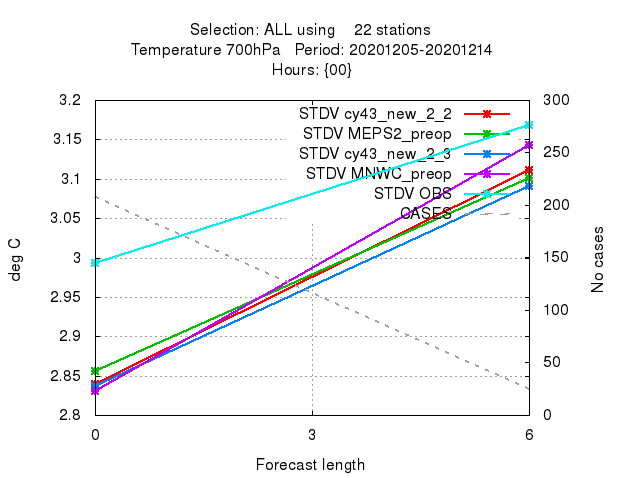 Selection: ALL using 22 stations
Temperature 700hPa Period: 20201205-20201214
Hours: {00}
STDV cy43_new_2_2
STDV MEPS2_preop
STDV cy43_new_2_3
STDV MNWC_preop
STDV OBS
CASES
deg C
3.2
3.15
3.1
3.05
3
2.95
2.9
2.85
2.8
300
250
200
150
100
50
0
No cases
0 3 6
Forecast length